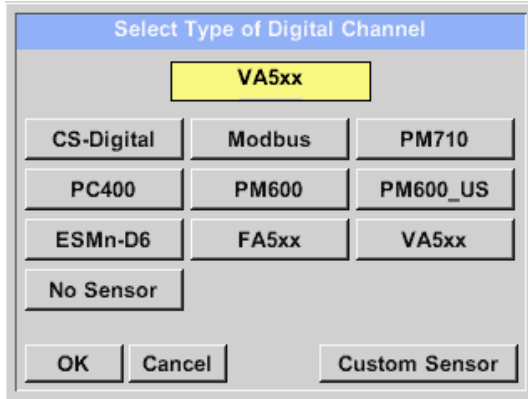 Select Type of Digital Channel
VA5xx
CS-Digital Modbus PM710
PC400 PM600 PM600_US
ESMn-D6 FA5xx VA5xx
No Sensor
OK Cancel Custom Sensor